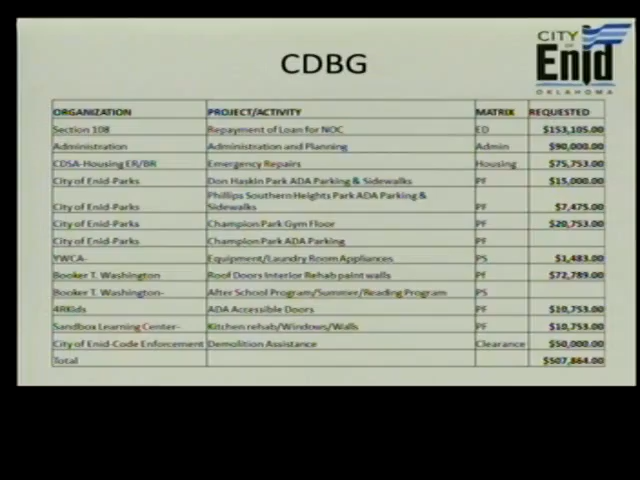 CDBG
CITY
OF
Enid
OKLAHOMA
ORGANIZATION PROJECT/ACTIVITY MATRIX REQUESTED
Section 108 Repayment of Loan for NOC ED $153,105.00
Administration Administration and Planning Admin $90,000.00
CDSA-Housing ER/BR Emergency Repairs Housing $75,753.00
City of Enid-Parks Don Haskin Park ADA Parking & Sidewalks PF $15,000.00
Phillips Southern Heights Park ADA Parking &
City of Enid-Parks Sidewalks PF $7,475.00
City of Enid-Parks Champion Park Gym Floor PF $20,753.00
City of Enid-Parks Champion Park ADA Parking PF
YWCA- Equipment/Laundry Room Appliances PS $1,483.00
Booker T. Washington Roof Doors Interior Rehab paint walls PF $72,789.00
Booker T. Washington- After School Program/Summer/Reading Program PS
4RKids ADA Accessible Doors PF $10,753.00
Sandbox Learning Center- Kitchen rehab/Windows/Walls PF $10,753.00
City of Enid-Code Enforcement Demolition Assistance Clearance $50,000.00
Total $507,864.00